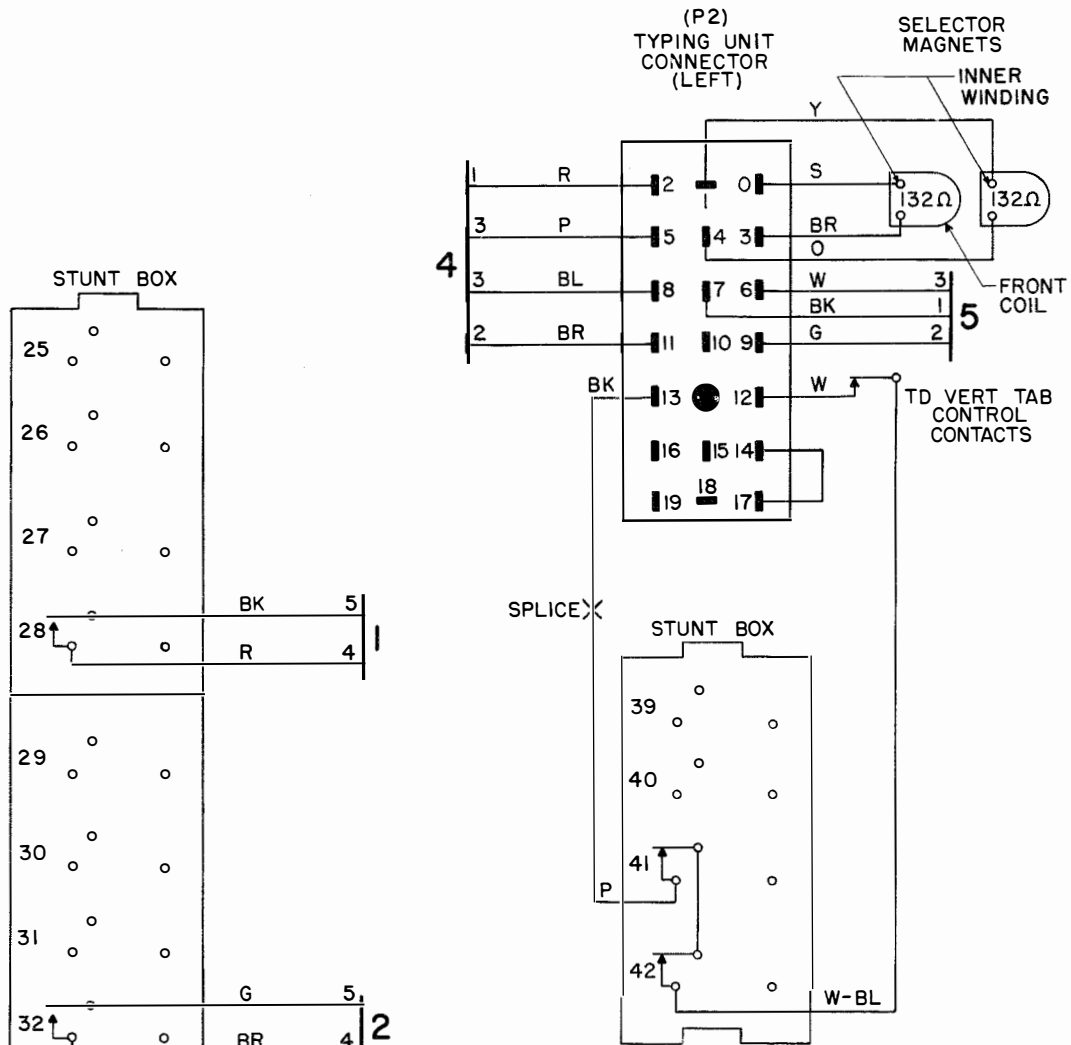 (P2)
TYPING UNIT
CONNECTOR
(LEFT)
SELECTOR
MAGNETS
INNER
WINDING
Y
1 R 2 0 S 132Ω 132Ω
3 P 5 4 3 BR
O
4
3 BL 8 7 6 W 3
BK 1
5
FRONT
COIL
2 BR 11 10 9 G 2
BK 13 12 W
TD VERT TAB
CONTROL
CONTACTS
16 15 14
18
19 17
STUNT BOX
25
26
27
BK 5
28
1
R 4
29
30
31
G 5
32
2
BR 4
SPLICE
STUNT BOX
39
40
41
P
42
W-BL